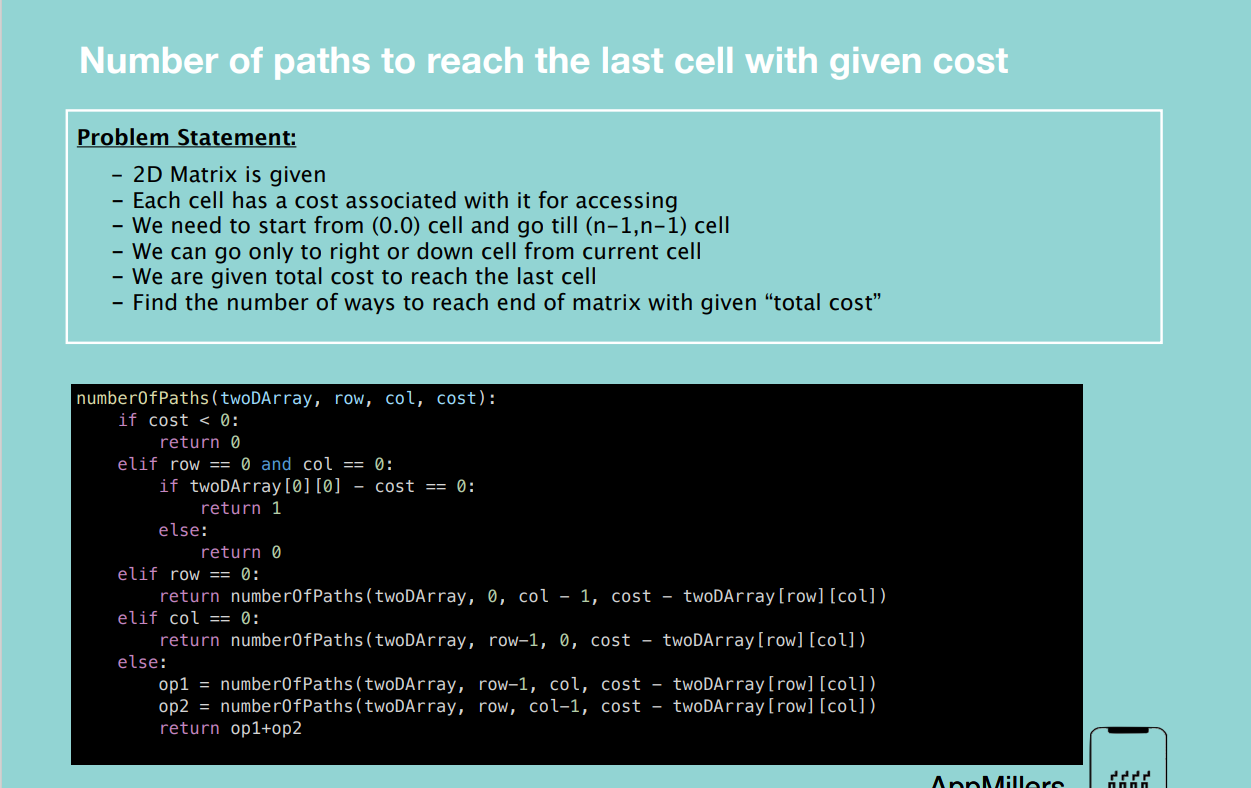 Number of paths to reach the last cell with given cost
Problem Statement:
- 2D Matrix is given
- Each cell has a cost associated with it for accessing
- We need to start from (0.0) cell and go till (n-1,n-1) cell
- We can go only to right or down cell from current cell
- We are given total cost to reach the last cell
- Find the number of ways to reach end of matrix with given “total cost”
numberOfPaths(twoDArray, row, col, cost):
    if cost < 0:
        return 0
    elif row == 0 and col == 0:
        if twoDArray[0][0] - cost == 0:
            return 1
        else:
            return 0
    elif row == 0:
        return numberOfPaths(twoDArray, 0, col - 1, cost - twoDArray[row][col])
    elif col == 0:
        return numberOfPaths(twoDArray, row-1, 0, cost - twoDArray[row][col])
    else:
        op1 = numberOfPaths(twoDArray, row-1, col, cost - twoDArray[row][col])
        op2 = numberOfPaths(twoDArray, row, col-1, cost - twoDArray[row][col])
        return op1+op2
AppMillers